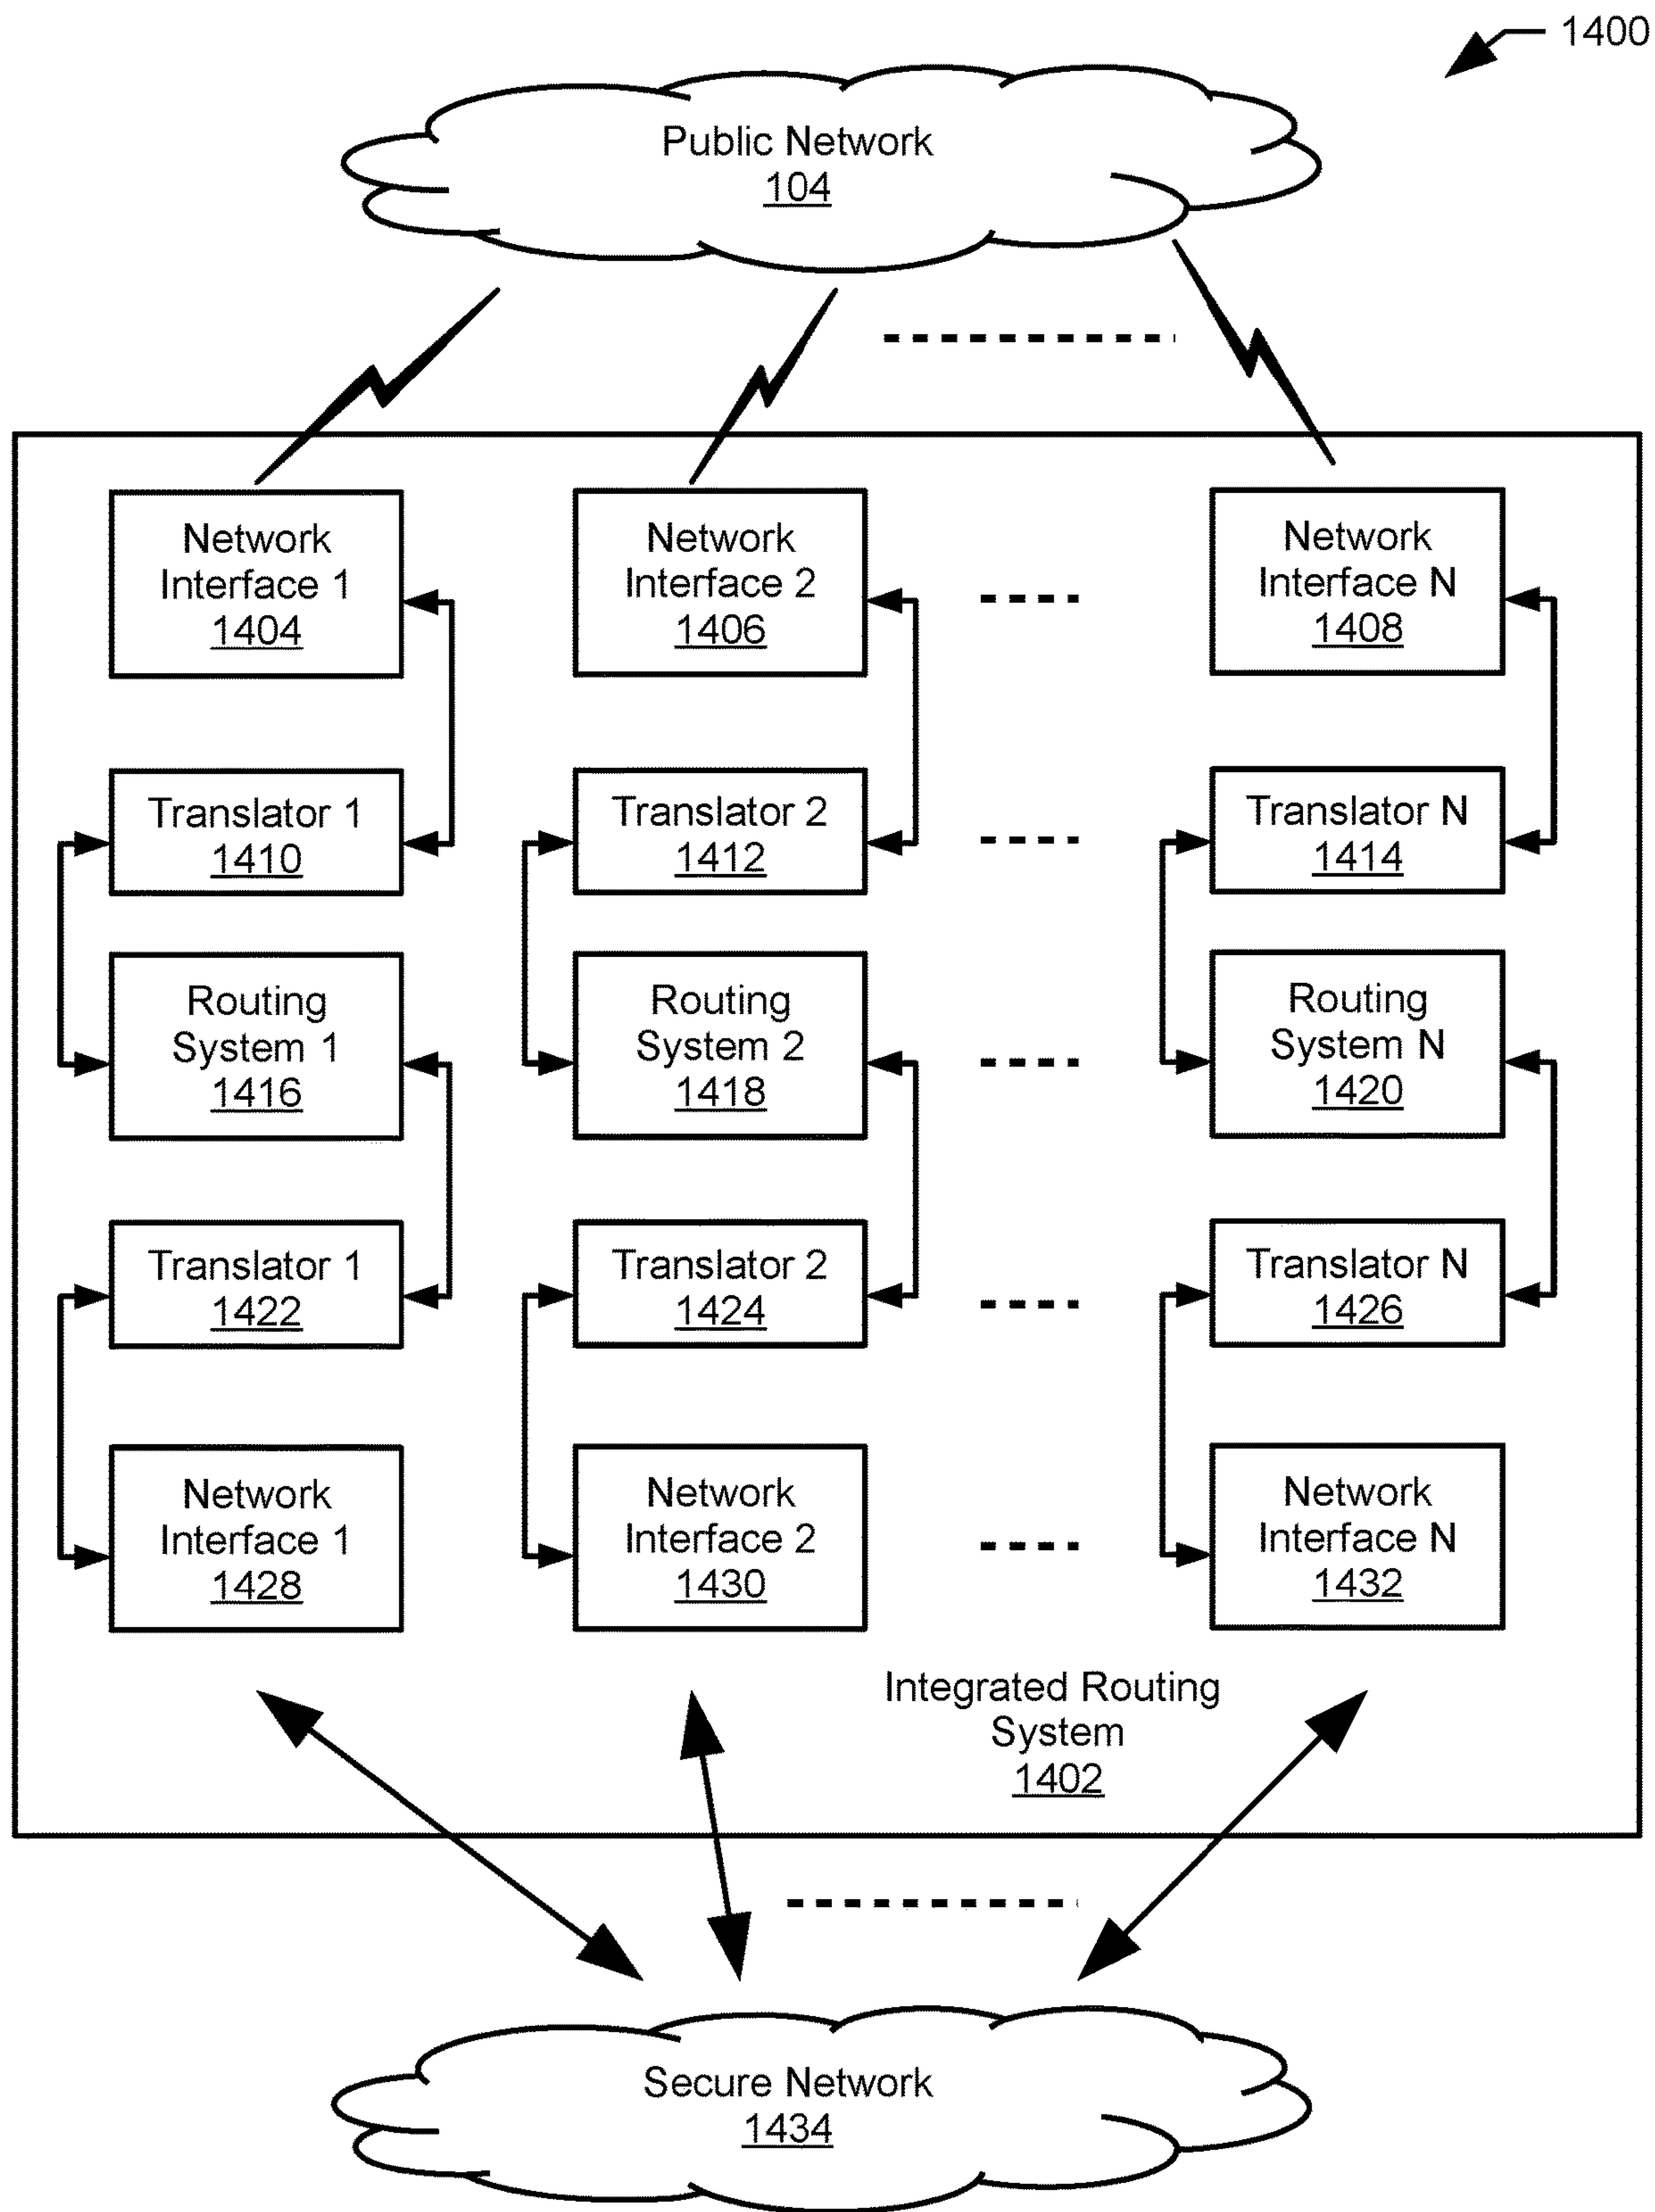 1400
Public Network
104
Network
Interface 1
1404
Network
Interface 2
1406
Network
Interface N
1408
Translator 1
1410
Translator 2
1412
Translator N
1414
Routing
System 1
1416
Routing
System 2
1418
Routing
System N
1420
Translator 1
1422
Translator 2
1424
Translator N
1426
Network
Interface 1
1428
Network
Interface 2
1430
Network
Interface N
1432
Integrated Routing
System
1402
Secure Network
1434